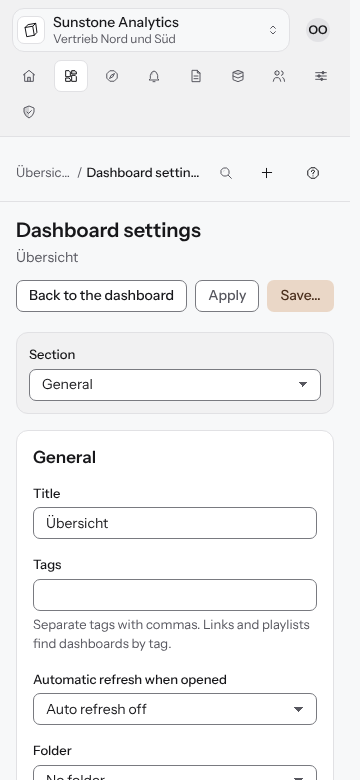 Sunstone Analytics
Vertrieb Nord und Süd
OO
Übersic... / Dashboard settin...
Dashboard settings
Übersicht
Back to the dashboard
Apply
Save...
Section
General
General
Title
Übersicht
Tags
Separate tags with commas. Links and playlists
find dashboards by tag.
Automatic refresh when opened
Auto refresh off
Folder
No folder